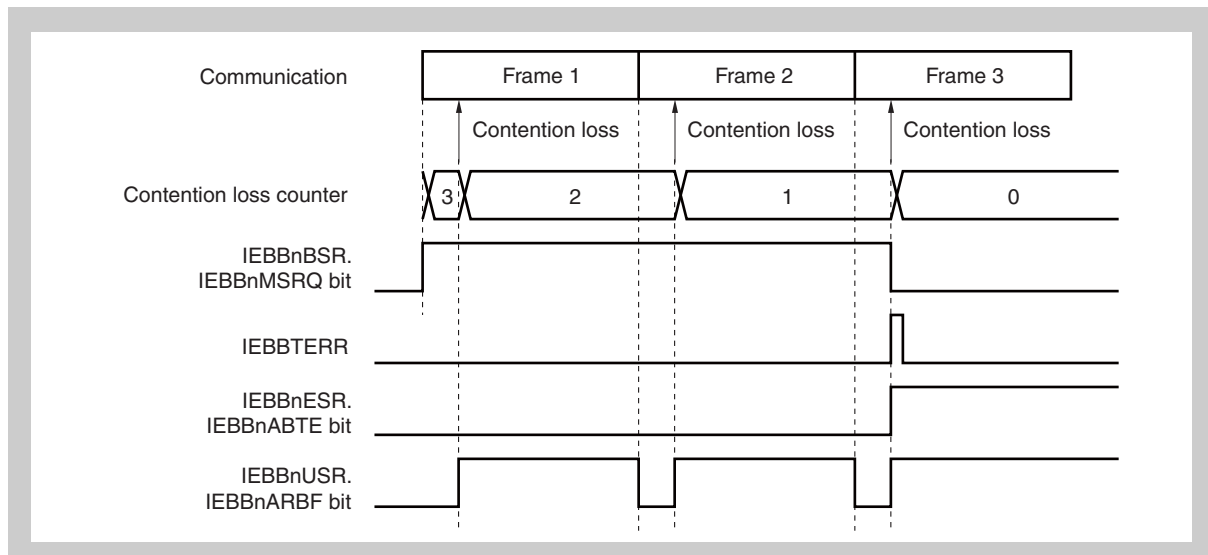 Communication
Frame 1
Frame 2
Frame 3
Contention loss
Contention loss
Contention loss
Contention loss counter
3
2
1
0
IEBBnBSR.
IEBBnMSRQ bit
IEBBTERR
IEBBnESR.
IEBBnABTE bit
IEBBnUSR.
IEBBnARBF bit